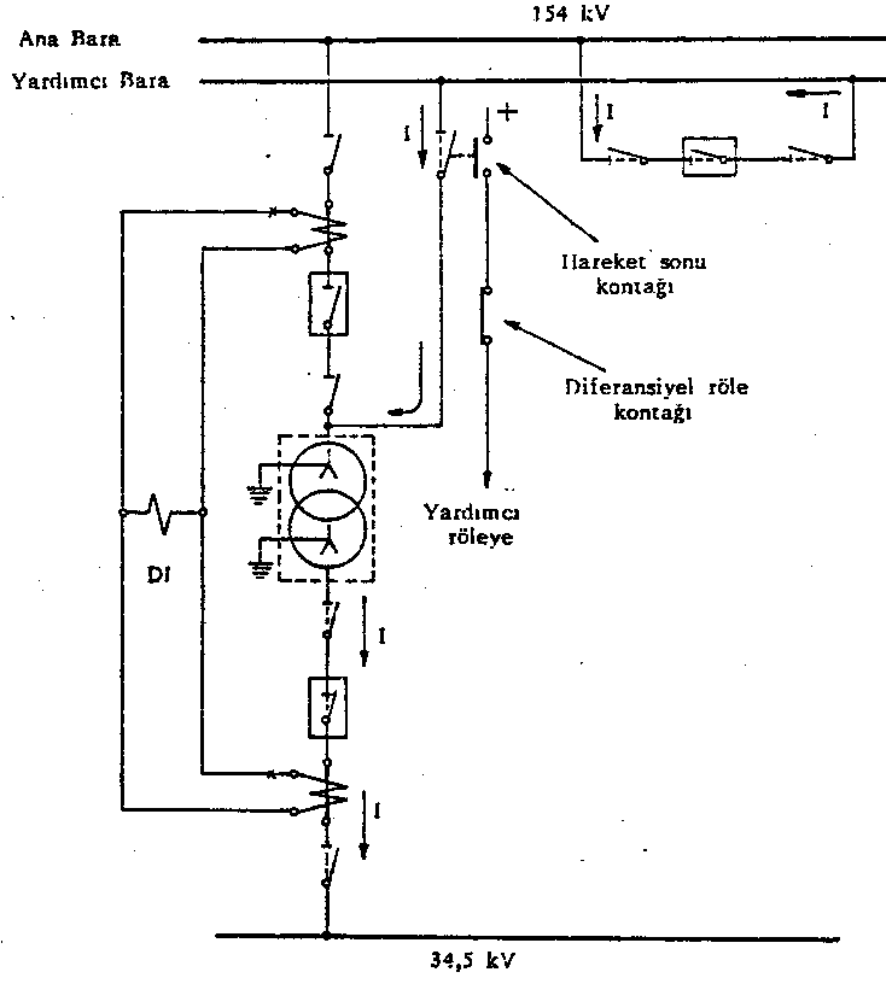 154 kV
Ana Bara
Yardımcı Bara
I
I
I
+
Hareket sonu
kontağı
Diferansiyel röle
kontağı
Yardımcı
röleye
DI
I
I
34,5 kV